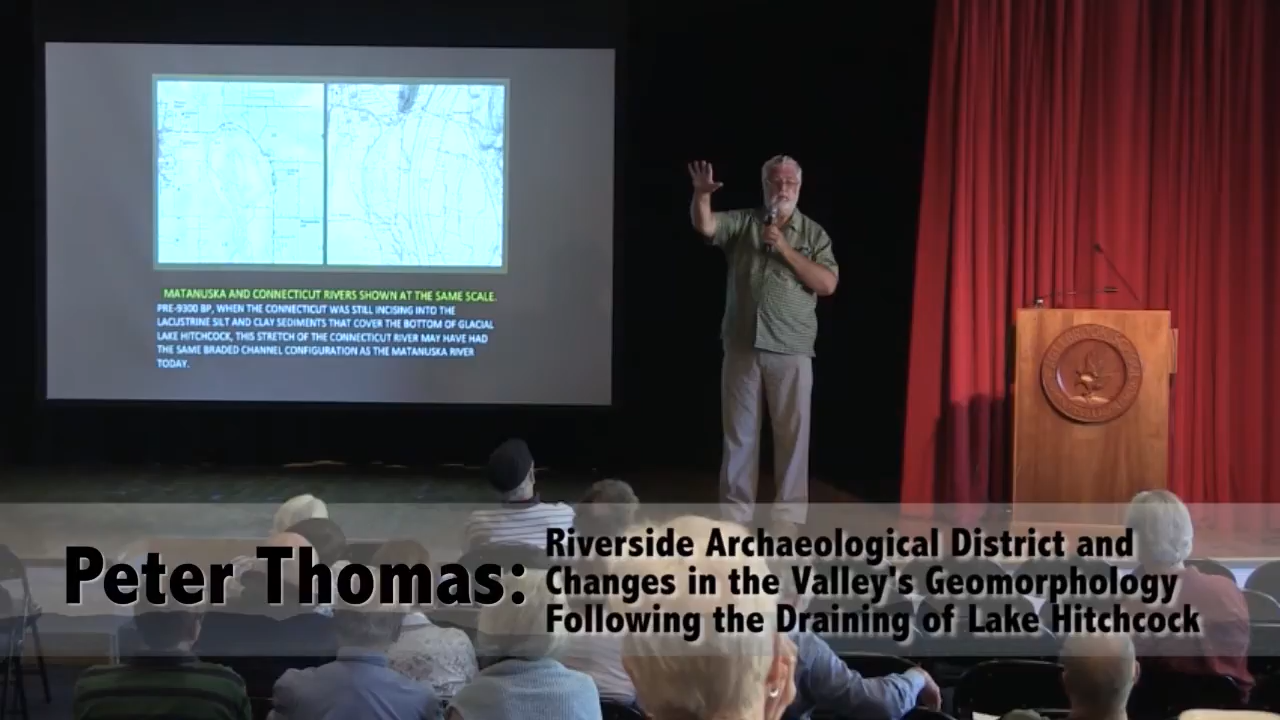 MATANUSKA AND CONNECTICUT RIVERS SHOWN AT THE SAME SCALE.
PRE-9300 BP, WHEN THE CONNECTICUT WAS STILL INCISING INTO THE
LACUSTRINE SILT AND CLAY SEDIMENTS THAT COVER THE BOTTOM OF GLACIAL
LAKE HITCHCOCK, THIS STRETCH OF THE CONNECTICUT RIVER MAY HAVE HAD
THE SAME BRADED CHANNEL CONFIGURATION AS THE MATANUSKA RIVER
TODAY.
Peter Thomas:
Riverside Archaeological District and
Changes in the Valley's Geomorphology
Following the Draining of Lake Hitchcock